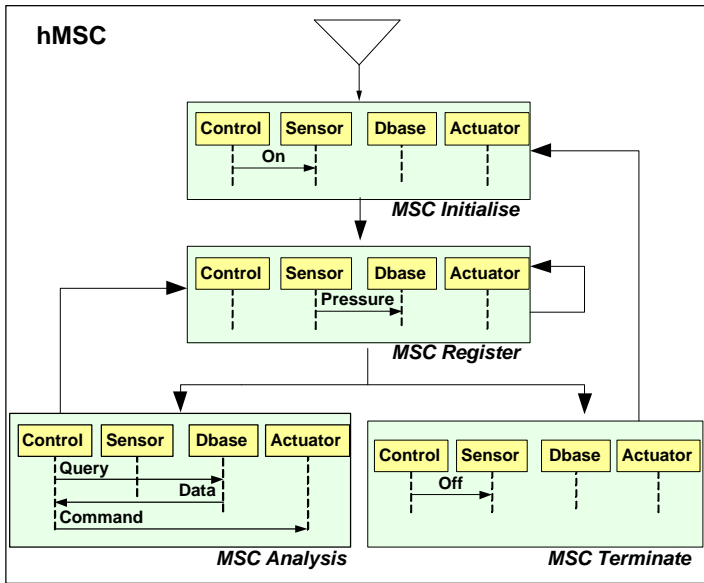 hMSC
Control Sensor Dbase Actuator
On
MSC Initialise
Control Sensor Dbase Actuator
Pressure
MSC Register
Control Sensor Dbase Actuator
Query
Data
Command
MSC Analysis
Control Sensor Dbase Actuator
Off
MSC Terminate